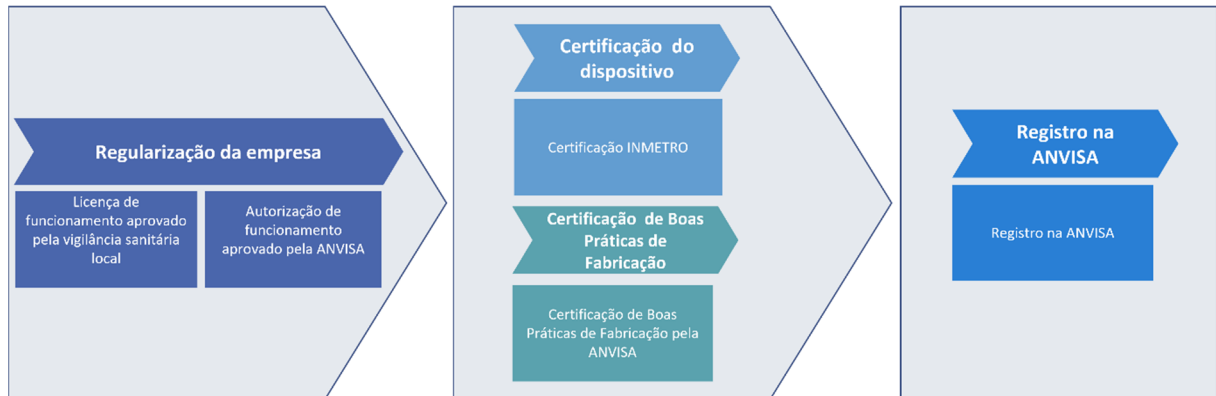 Regularização da empresa
Licença de
funcionamento aprovado
pela vigilância sanitária
local
Autorização de
funcionamento
aprovado pela ANVISA
Certificação do
dispositivo
Certificação INMETRO
Certificação de Boas
Práticas de
Fabricação
Certificação de Boas
Práticas de Fabricação pela
ANVISA
Registro na
ANVISA
Registro na ANVISA